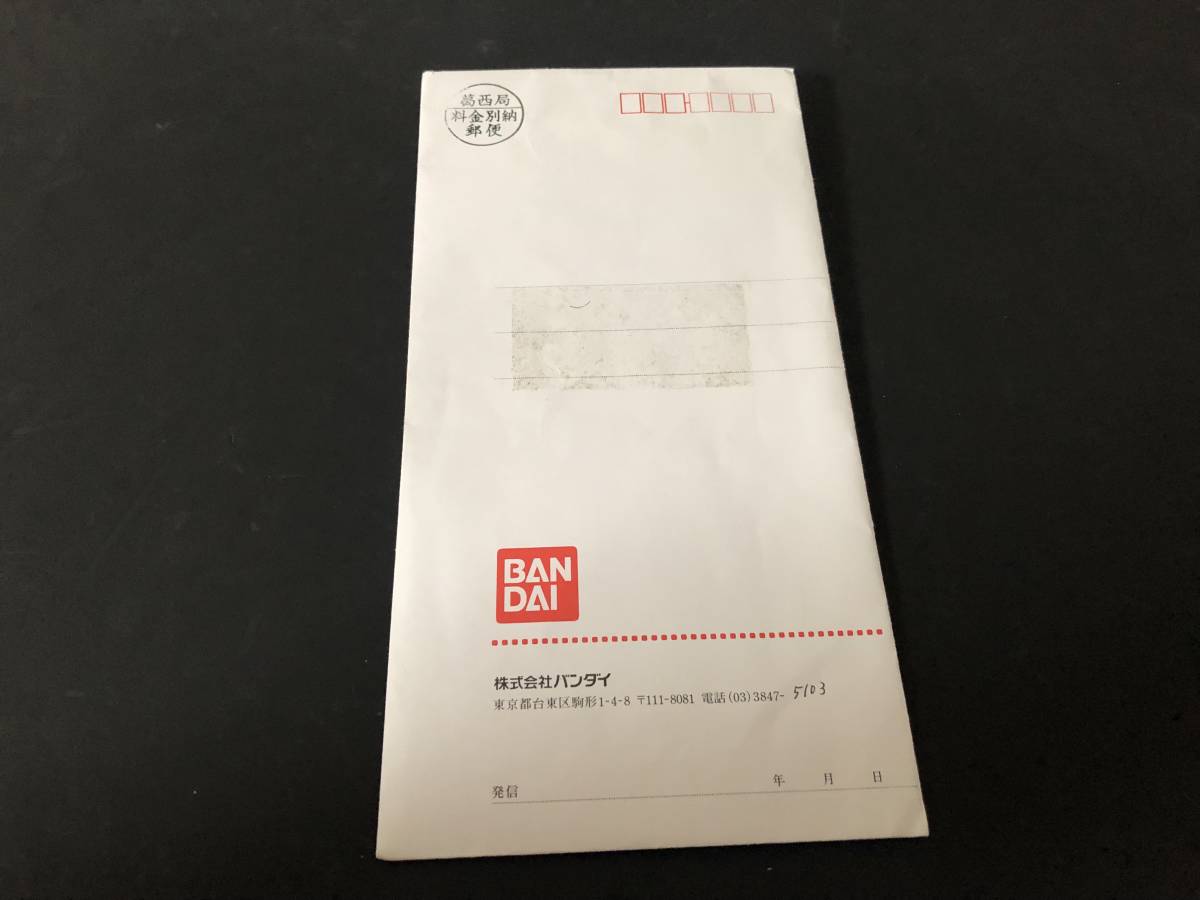 葛西局
料金別納
郵便
BAN
DAI
株式会社バンダイ
東京都台東区駒形1-4-8 〒111-8081 電話(03)3847- 5103
発信 年 月 日